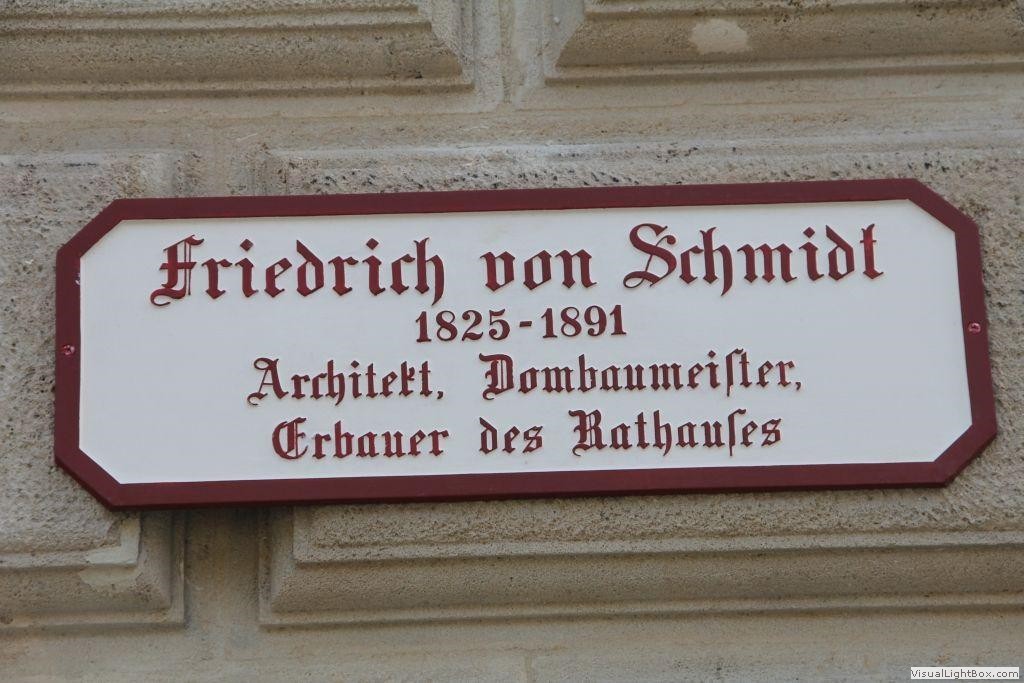 Friedrich von Schmidt
1825-1891
Architekt, Dombaumeiſter,
Erbauer des Rathauſes
VisualLightBox.com